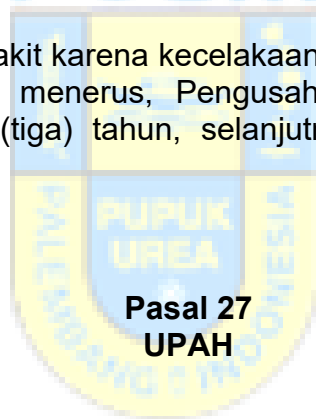 akit karena kecelakaan
menerus, Pengusah
(tiga) tahun, selanjutn
PUPUK
UREA
Pasal 27
UPAH